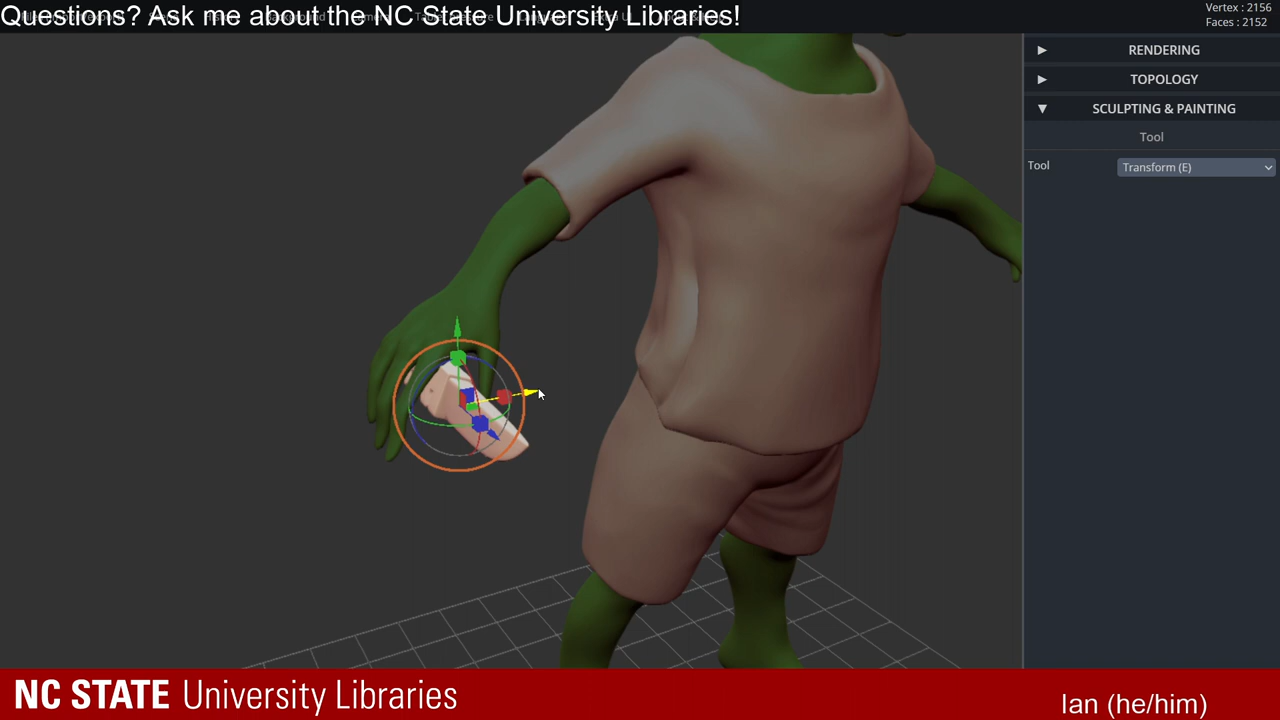 Questions? Ask me about the NC State University Libraries!
Vertex : 2156
Faces : 2152
RENDERING
TOPOLOGY
SCULPTING & PAINTING
Tool
Tool
Transform (E)
NC STATE University Libraries
Ian (he/him)